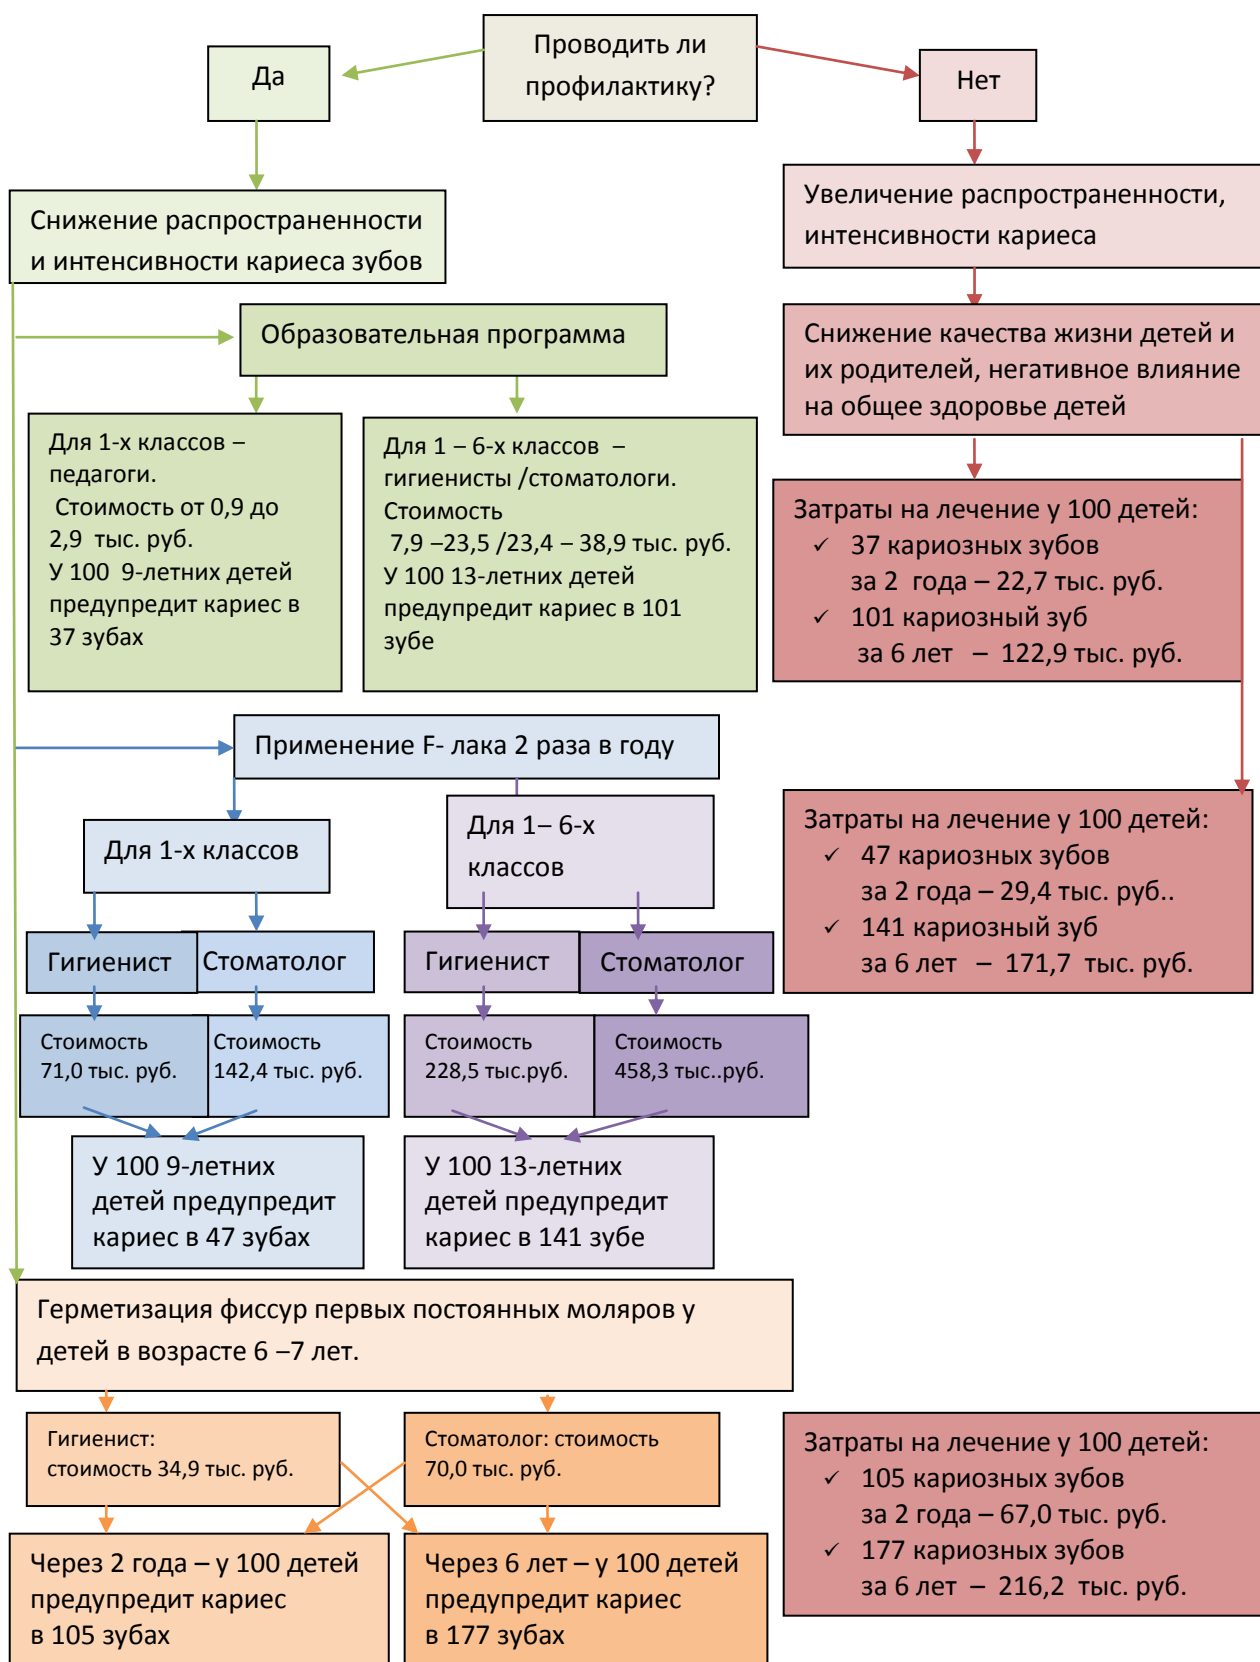 Проводить ли
профилактику?
Да
Нет
Снижение распространенности
и интенсивности кариеса зубов
Увеличение распространенности,
интенсивности кариеса
Образовательная программа
Снижение качества жизни детей и
их родителей, негативное влияние
на общее здоровье детей
Для 1-х классов –
педагоги.
Стоимость от 0,9 до
2,9 тыс. руб.
У 100 9-летних детей
предупредит кариес в
37 зубах
Для 1 – 6-х классов –
гигиенисты /стоматологи.
Стоимость
7,9 –23,5 /23,4 – 38,9 тыс. руб.
У 100 13-летних детей
предупредит кариес в 101
зубе
Затраты на лечение у 100 детей:
✓ 37 кариозных зубов
за 2 года – 22,7 тыс. руб.
✓ 101 кариозный зуб
за 6 лет – 122,9 тыс. руб.
Применение F- лака 2 раза в году
Для 1-х классов
Для 1– 6-х
классов
Гигиенист
Стоматолог
Гигиенист
Стоматолог
Стоимость
71,0 тыс. руб.
Стоимость
142,4 тыс. руб.
Стоимость
228,5 тыс.руб.
Стоимость
458,3 тыс..руб.
У 100 9-летних
детей предупредит
кариес в 47 зубах
У 100 13-летних
детей предупредит
кариес в 141 зубе
Затраты на лечение у 100 детей:
✓ 47 кариозных зубов
за 2 года – 29,4 тыс. руб..
✓ 141 кариозный зуб
за 6 лет – 171,7 тыс. руб.
Герметизация фиссур первых постоянных моляров у
детей в возрасте 6 –7 лет.
Гигиенист:
стоимость 34,9 тыс. руб.
Стоматолог: стоимость
70,0 тыс. руб.
Через 2 года – у 100 детей
предупредит кариес
в 105 зубах
Через 6 лет – у 100 детей
предупредит кариес
в 177 зубах
Затраты на лечение у 100 детей:
✓ 105 кариозных зубов
за 2 года – 67,0 тыс. руб.
✓ 177 кариозных зубов
за 6 лет – 216,2 тыс. руб.